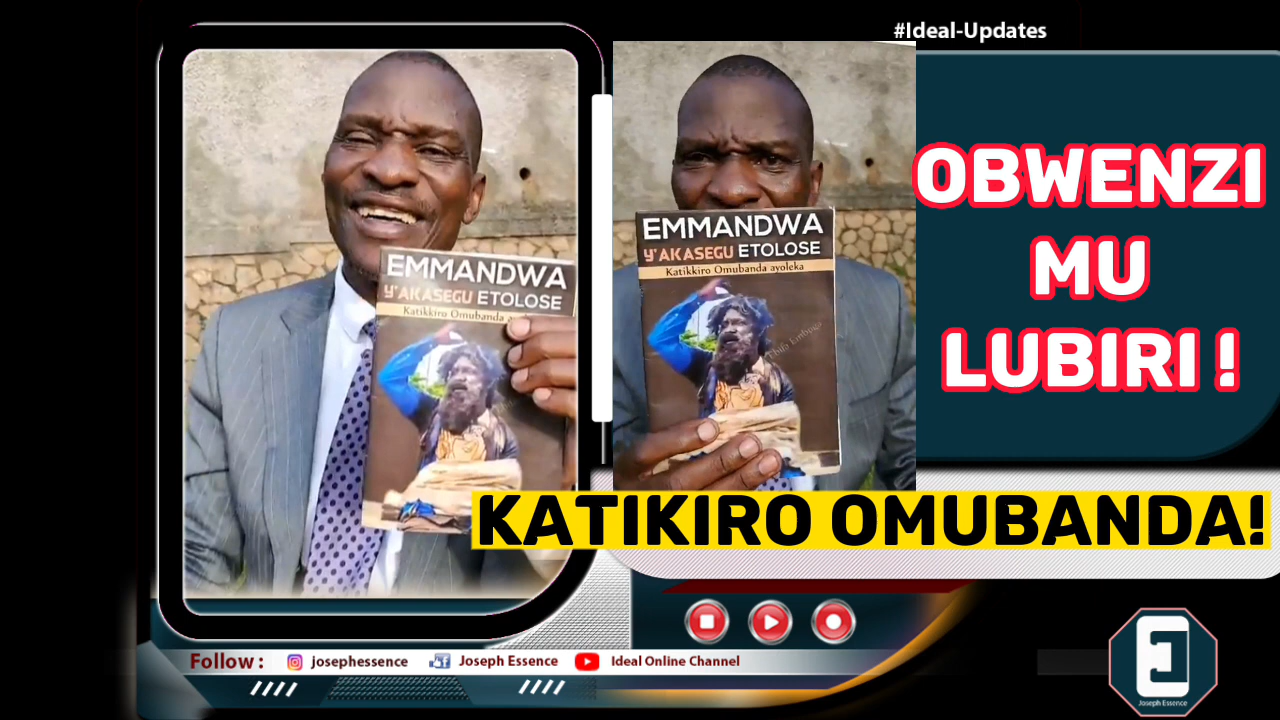 #Ideal-Updates
EMMANDWA
Y'AKASEGU ETOLOSE
Katikkiro Omubanda a
EMMANDWA
Y'AKASEGU ETOLOSE
Katikkiro Omubanda ayoleka
OBWENZI
MU
LUBIRI !
KATIKIRO OMUBANDA!
Follow :
josephessence
Joseph Essence
Ideal Online Channel
Joseph Essence